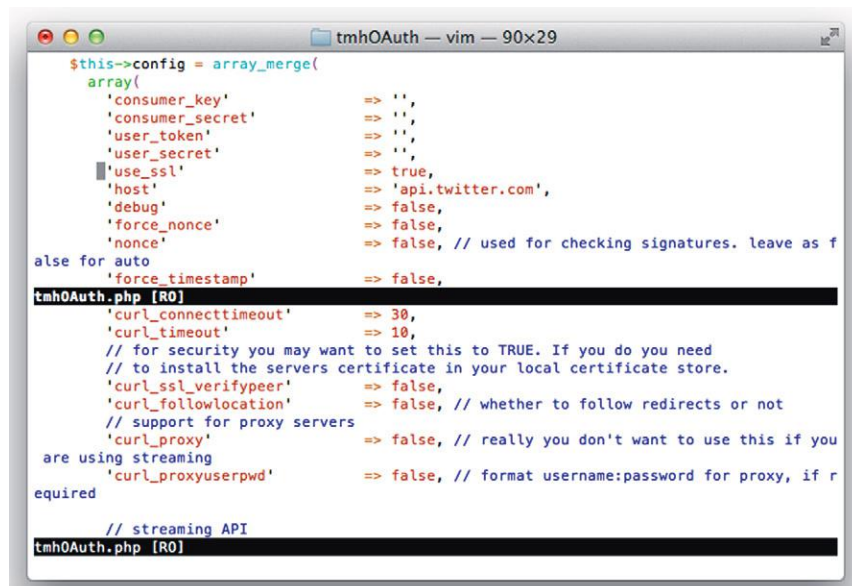 tmhOAuth — vim — 90×29
$this->config = array_merge(
array(
'consumer_key' => '',
'consumer_secret' => '',
'user_token' => '',
'user_secret' => '',
'use_ssl' => true,
'host' => 'api.twitter.com',
'debug' => false,
'force_nonce' => false,
'nonce' => false, // used for checking signatures. leave as f
alse for auto
'force_timestamp' => false,
tmhOAuth.php [RO]
'curl_connecttimeout' => 30,
'curl_timeout' => 10,
// for security you may want to set this to TRUE. If you do you need
// to install the servers certificate in your local certificate store.
'curl_ssl_verifypeer' => false,
'curl_followlocation' => false, // whether to follow redirects or not
// support for proxy servers
'curl_proxy' => false, // really you don't want to use this if you
are using streaming
'curl_proxyuserpwd' => false, // format username:password for proxy, if r
equired
// streaming API
tmhOAuth.php [RO]